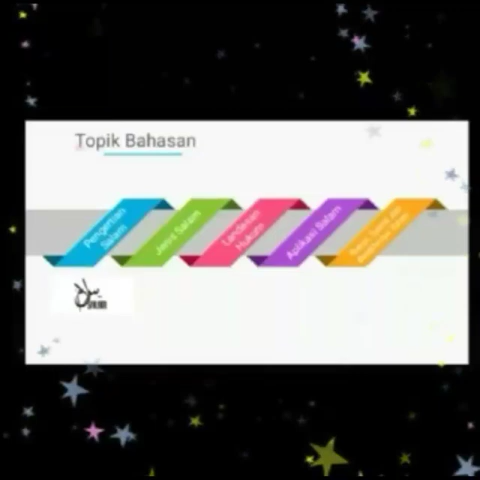 Topik Bahasan
Pengertian
Salam
Jenis Salam
Landasan
Hukum
Aplikasi Salam